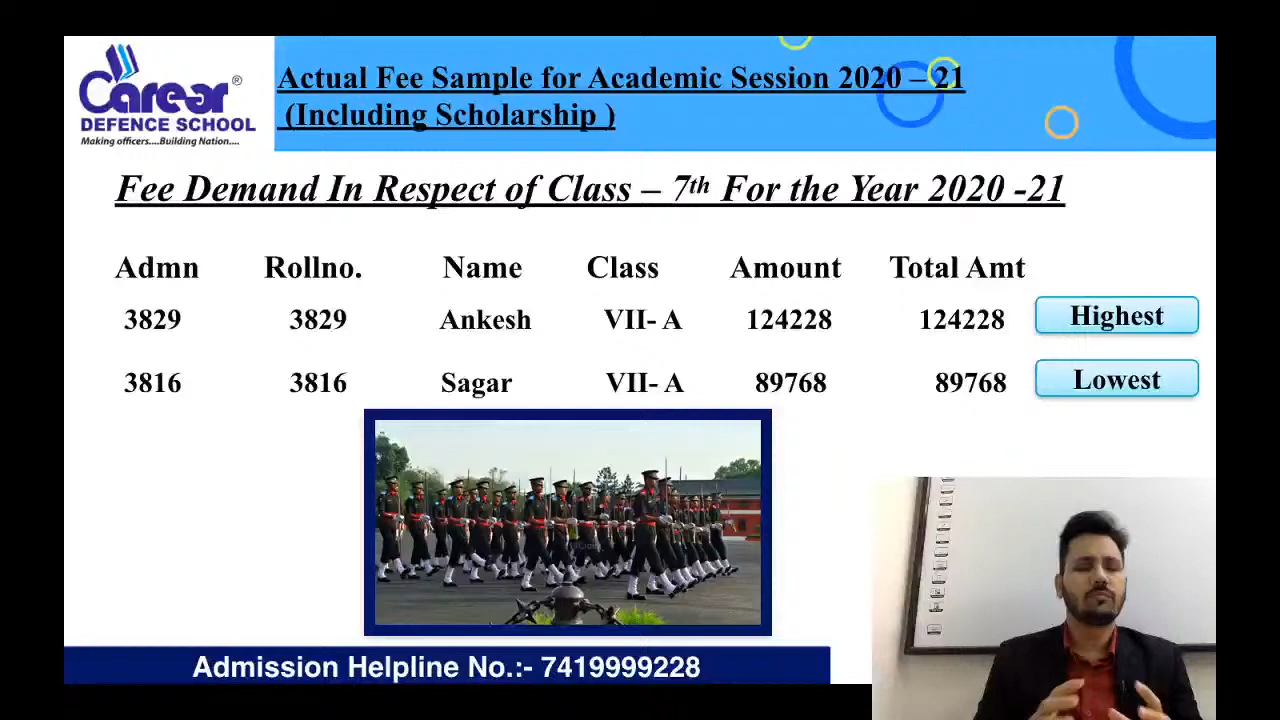 Carear®
DEFENCE SCHOOL
Making officers....Building Nation....
Actual Fee Sample for Academic Session 2020 – 21
(Including Scholarship )
Fee Demand In Respect of Class – 7th For the Year 2020 -21
Admn Rollno. Name Class Amount Total Amt
3829 3829 Ankesh VII- A 124228 124228 Highest
3816 3816 Sagar VII- A 89768 89768 Lowest
Admission Helpline No.:- 7419999228